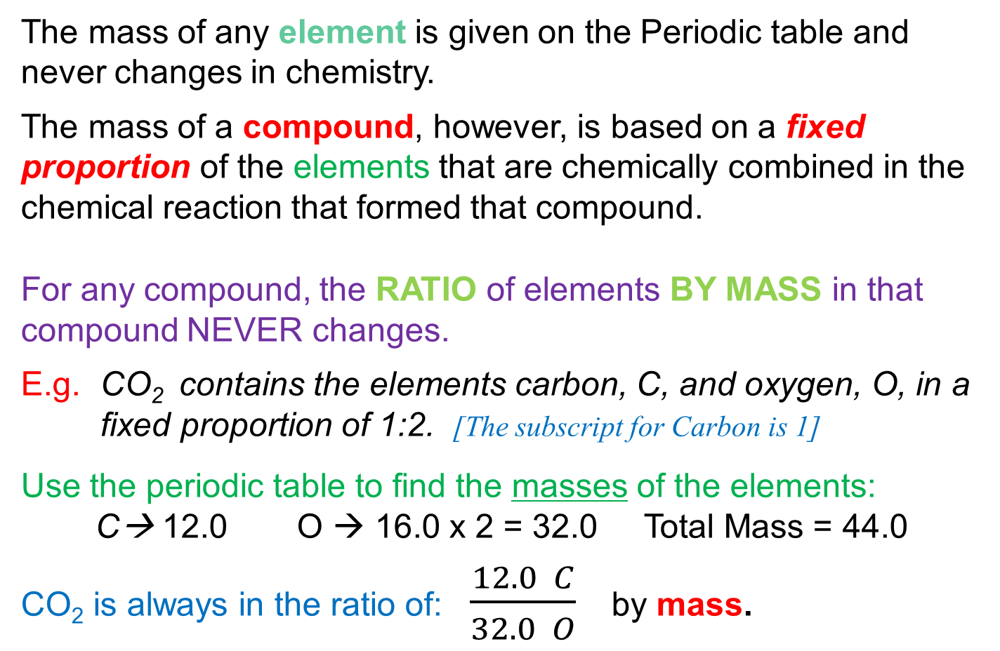 The mass of any element is given on the Periodic table and
never changes in chemistry.
The mass of a compound, however, is based on a fixed
proportion of the elements that are chemically combined in the
chemical reaction that formed that compound.
For any compound, the RATIO of elements BY MASS in that
compound NEVER changes.
E.g. CO₂ contains the elements carbon, C, and oxygen, O, in a
fixed proportion of 1:2. [The subscript for Carbon is 1]
Use the periodic table to find the masses of the elements:
C→ 12.0 O → 16.0 x 2 = 32.0 Total Mass = 44.0
12.0 C
CO₂ is always in the ratio of: by mass.
32.0 O